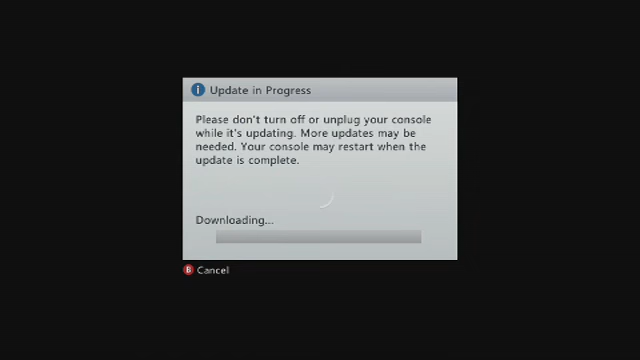 i Update in Progress
Please don't turn off or unplug your console
while it's updating. More updates may be
needed. Your console may restart when the
update is complete.
Downloading...
B Cancel